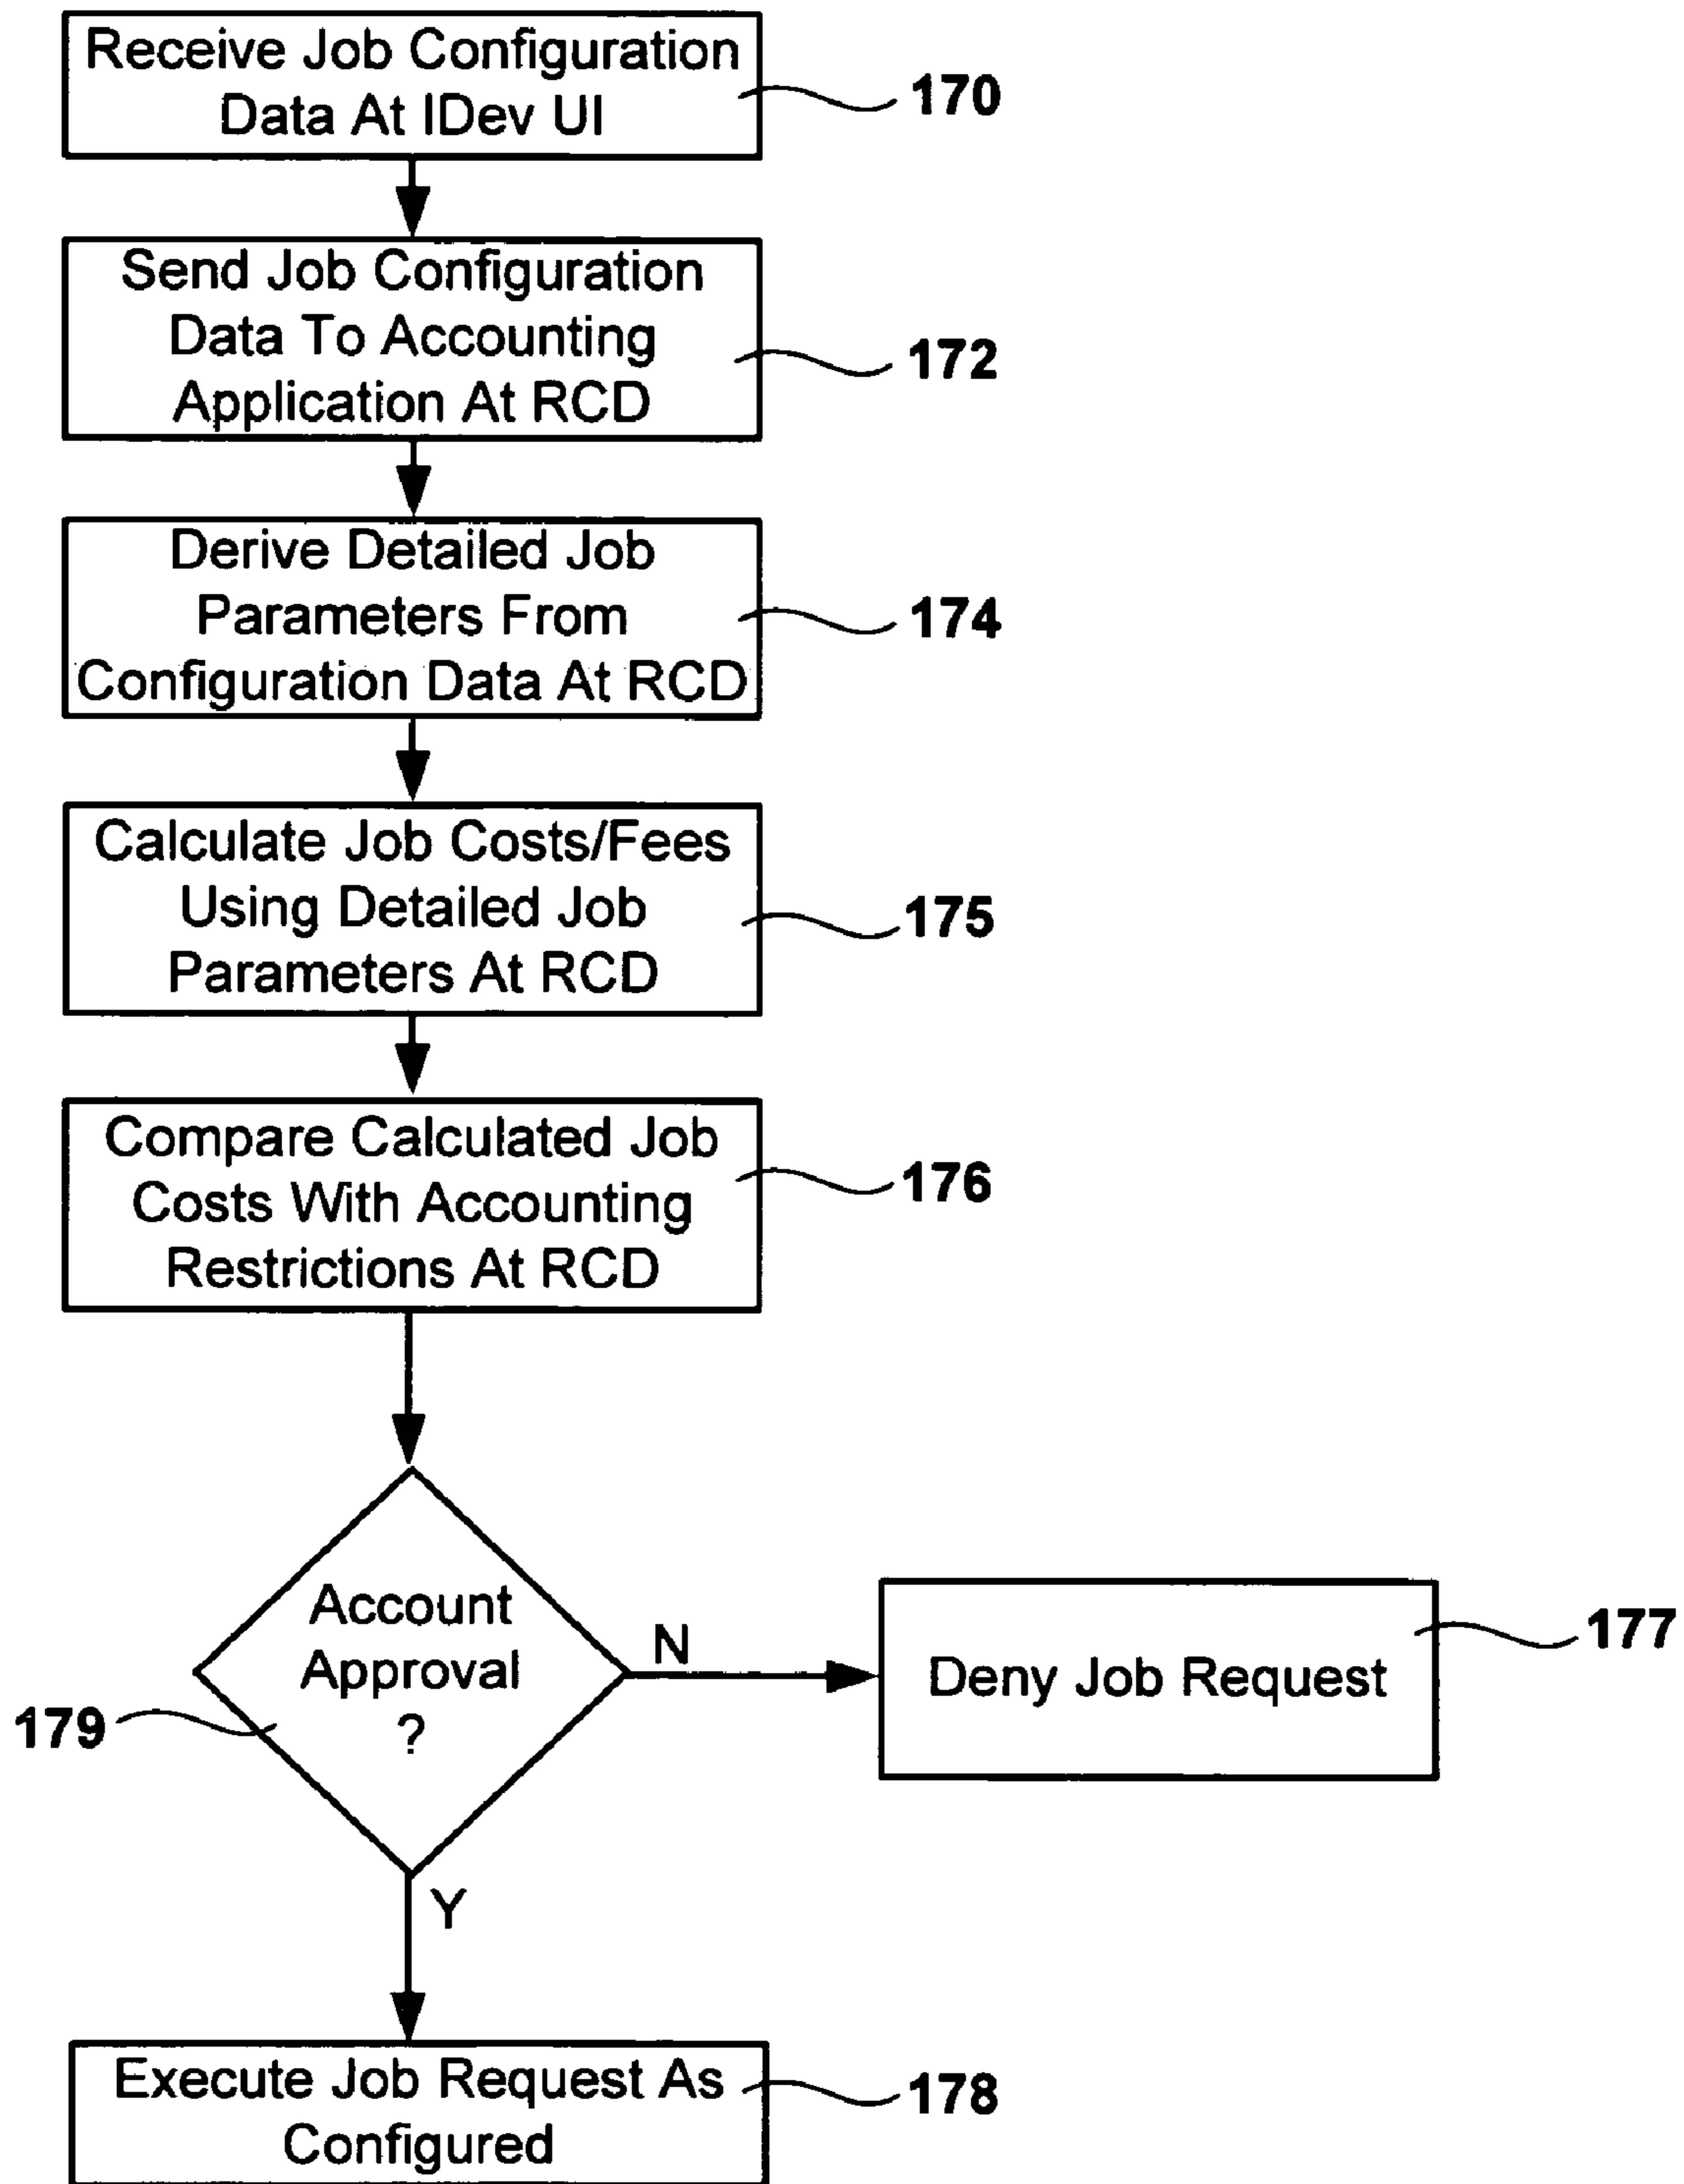 Receive Job Configuration
Data At IDev UI
170
Send Job Configuration
Data To Accounting
Application At RCD
172
Derive Detailed Job
Parameters From
Configuration Data At RCD
174
Calculate Job Costs/Fees
Using Detailed Job
Parameters At RCD
175
Compare Calculated Job
Costs With Accounting
Restrictions At RCD
176
Account
Approval
?
179
N
Deny Job Request
177
Y
Execute Job Request As
Configured
178